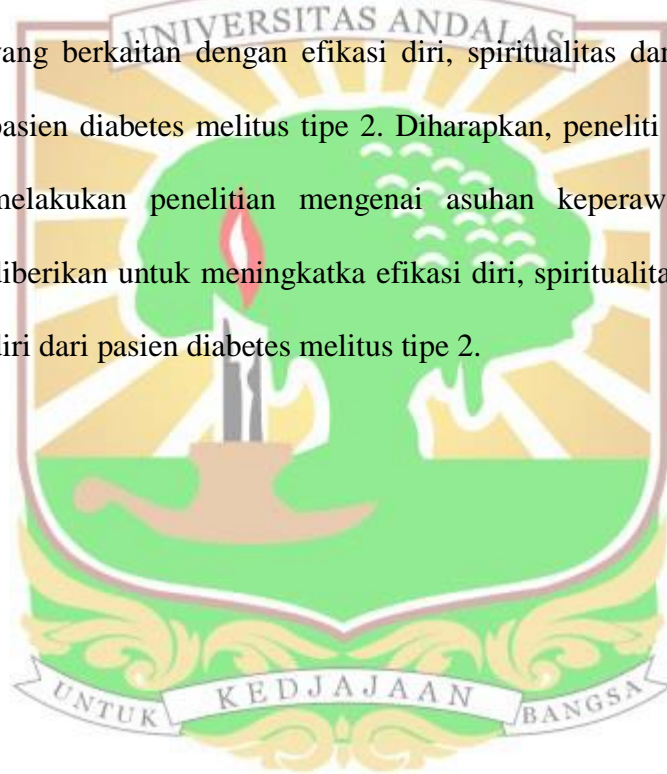 UNIVERSITAS ANDALAS
yang berkaitan dengan efikasi diri, spiritualitas dan
pasien diabetes melitus tipe 2. Diharapkan, peneliti
melakukan penelitian mengenai asuhan keperaw
diberikan untuk meningkatka efikasi diri, spiritualita
diri dari pasien diabetes melitus tipe 2.
UNTUK KEDJAJAAN BANGSA